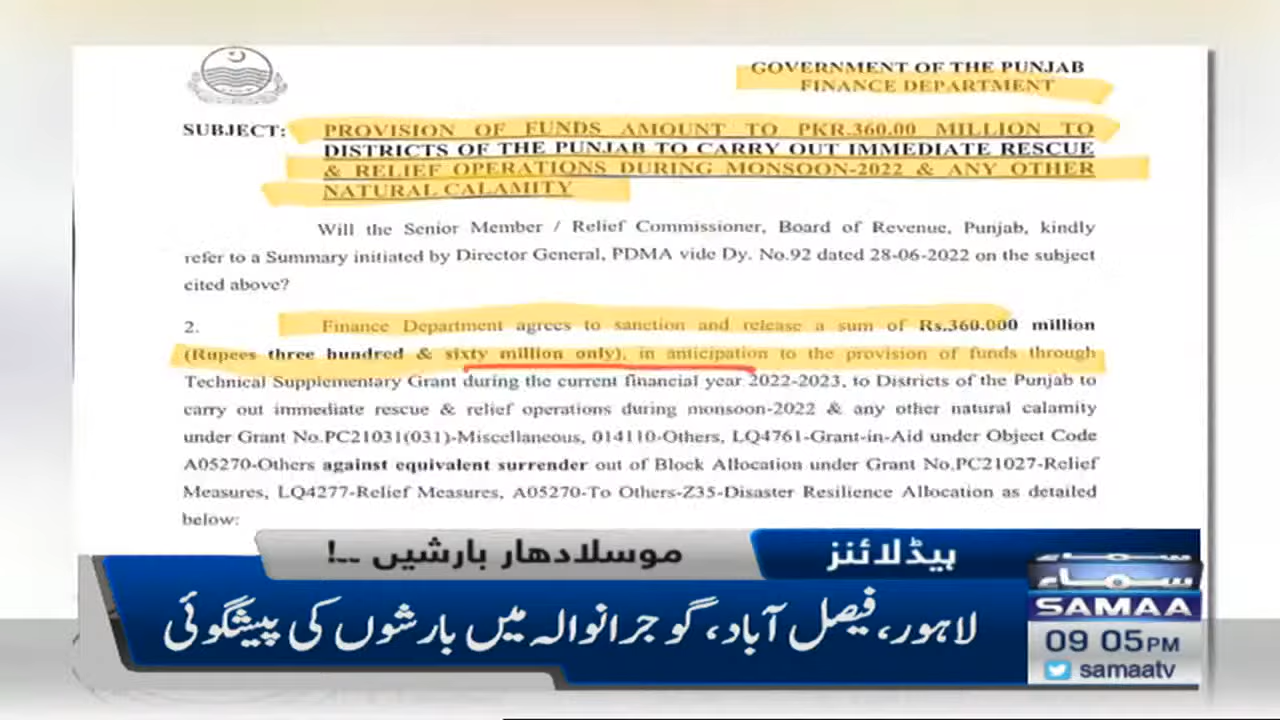 GOVERNMENT OF THE PUNJAB
FINANCE DEPARTMENT
SUBJECT: PROVISION OF FUNDS AMOUNT TO PKR.360.00 MILLION TO
DISTRICTS OF THE PUNJAB TO CARRY OUT IMMEDIATE RESCUE
& RELIEF OPERATIONS DURING MONSOON-2022 & ANY OTHER
NATURAL CALAMITY
Will the Senior Member / Relief Commissioner, Board of Revenue, Punjab, kindly
refer to a Summary initiated by Director General, PDMA vide Dy. No.92 dated 28-06-2022 on the subject
cited above?
2. Finance Department agrees to sanction and release a sum of Rs.360.000 million
(Rupees three hundred & sixty million only), in anticipation to the provision of funds through
Technical Supplementary Grant during the current financial year 2022-2023, to Districts of the Punjab to
carry out immediate rescue & relief operations during monsoon-2022 & any other natural calamity
under Grant No.PC21031(031)-Miscellaneous, 014110-Others, LQ4761-Grant-in-Aid under Object Code
A05270-Others against equivalent surrender out of Block Allocation under Grant No.PC21027-Relief
Measures, LQ4277-Relief Measures, A05270-To Others-Z35-Disaster Resilience Allocation as detailed
below:
ہیڈلائنز
موسلادھار بارشیں ..!
لاہور، فیصل آباد، گوجرانوالہ میں بارشوں کی پیشگوئی
سماء
SAMAA
09 05PM
samaatv